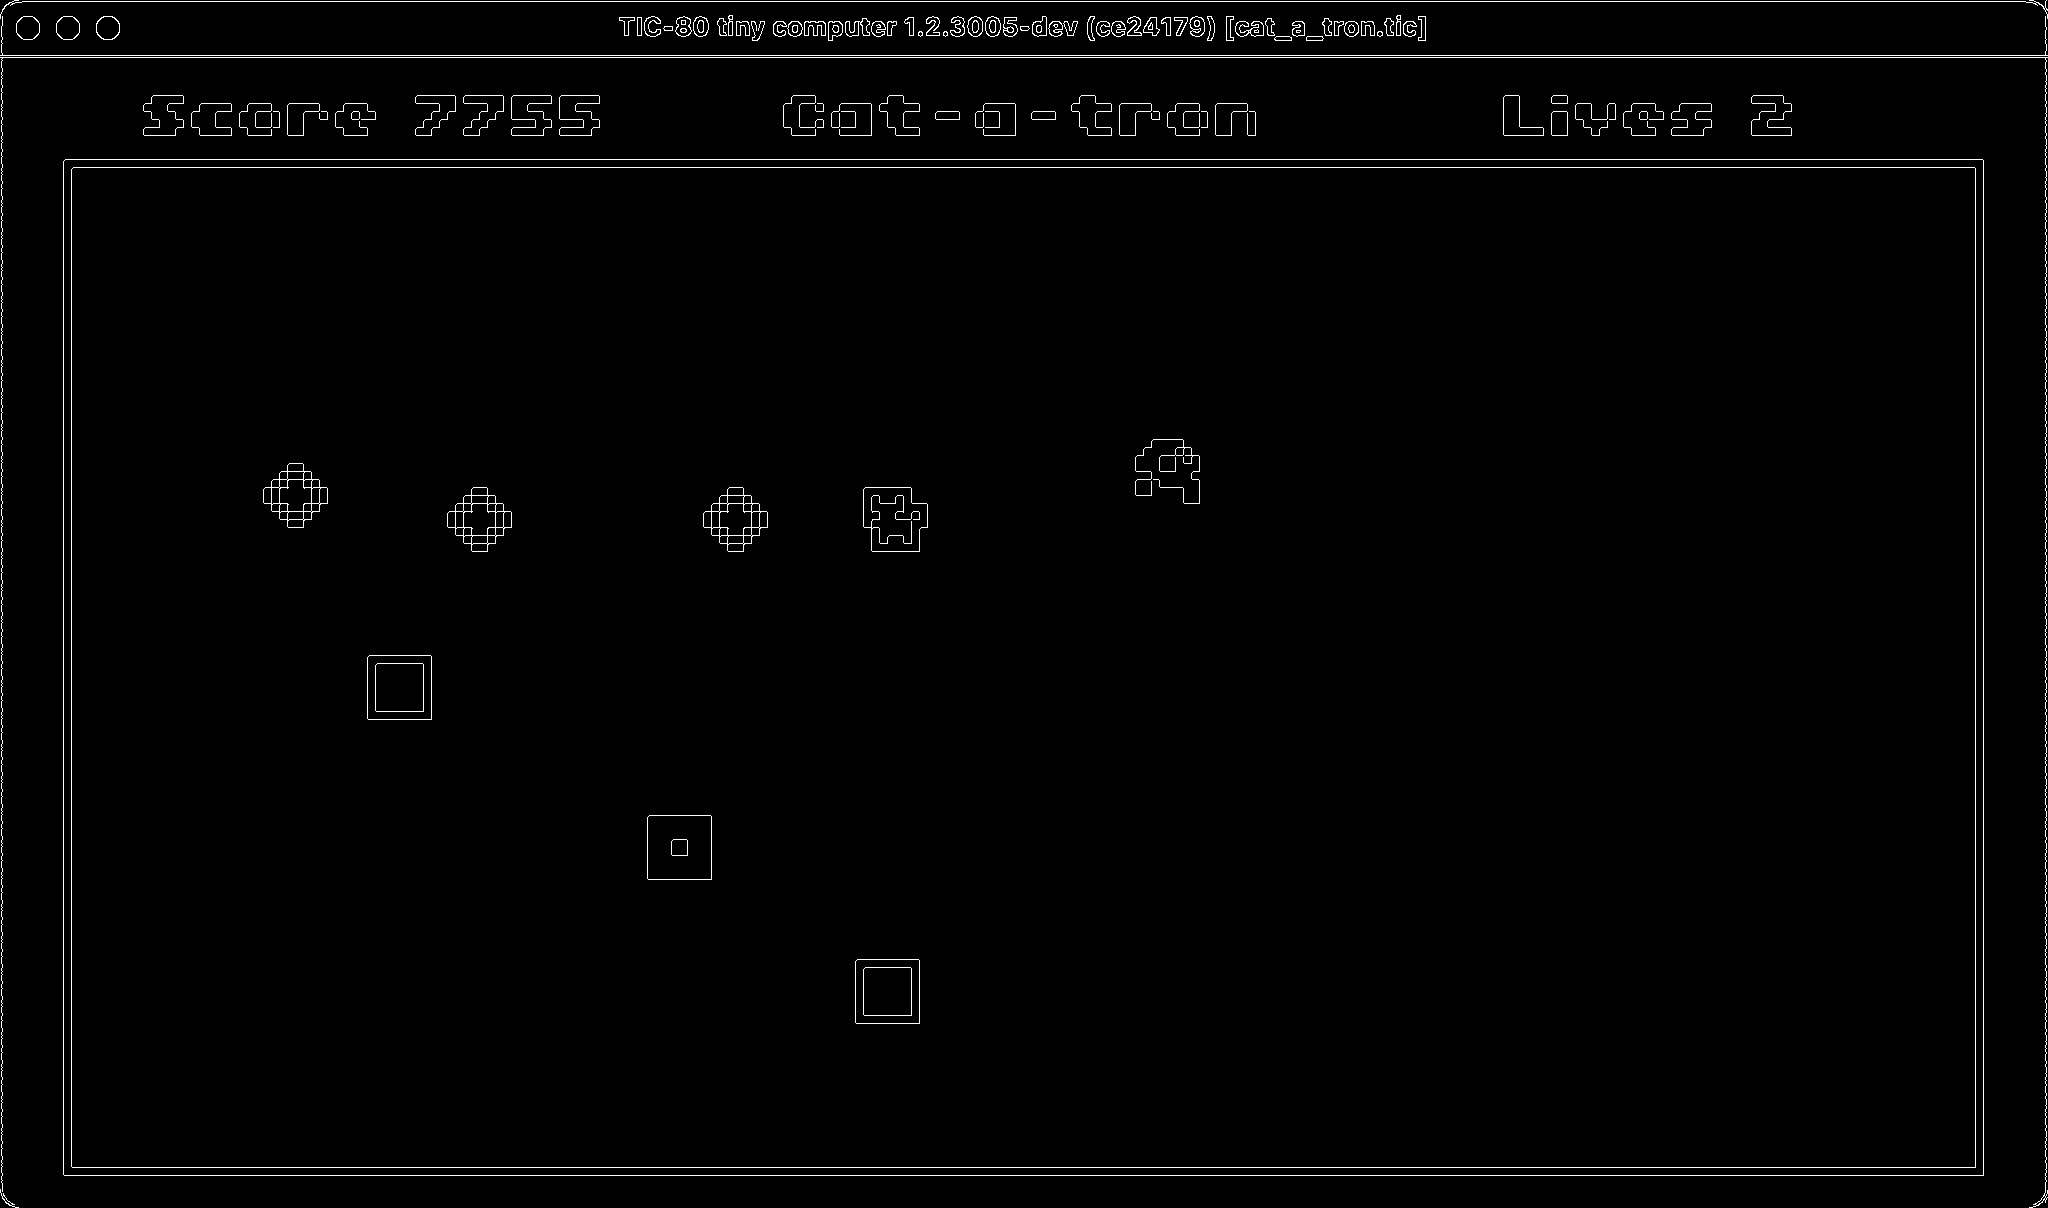 TIC-80 tiny computer 1.2.3005-dev (ce24179) [cat_a_tron.tic]
Score 7755 Cat-a-tron Lives 2